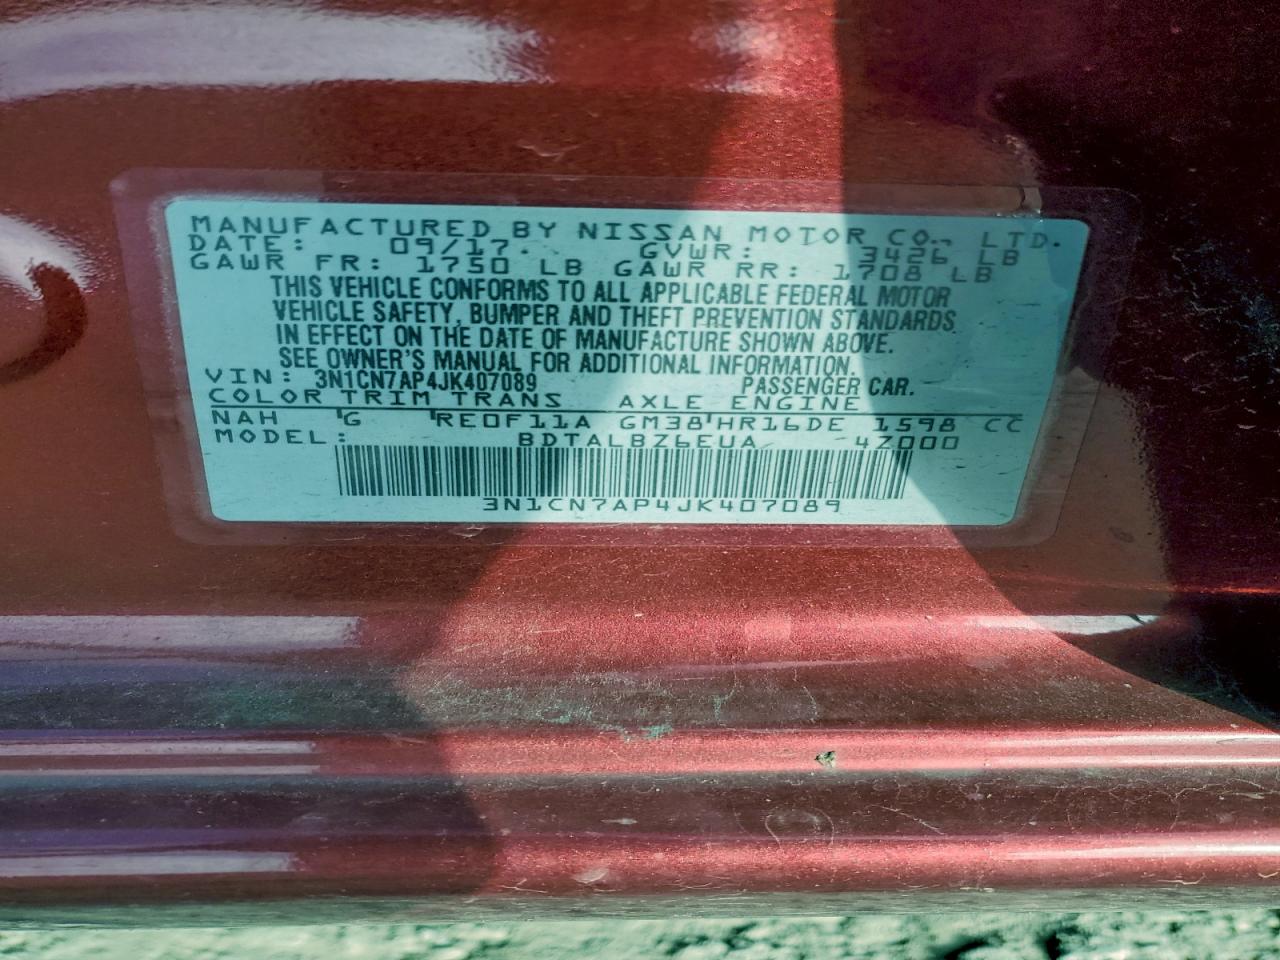 MANUFACTURED BY NISSAN MOTOR CO., LTD.
DATE: 09/17 GVWR: 3426 LB
GAWR FR: 1750 LB GAWR RR: 1708 LB
THIS VEHICLE CONFORMS TO ALL APPLICABLE FEDERAL MOTOR
VEHICLE SAFETY, BUMPER AND THEFT PREVENTION STANDARDS
IN EFFECT ON THE DATE OF MANUFACTURE SHOWN ABOVE.
SEE OWNER'S MANUAL FOR ADDITIONAL INFORMATION.
VIN: 3N1CN7AP4JK407089 PASSENGER CAR.
COLOR TRIM TRANS AXLE ENGINE
NAH G RE0F11A GM38 HR16DE 1598 CC
MODEL: BDTALBZ6EUA 4Z000
3N1CN7AP4JK407089